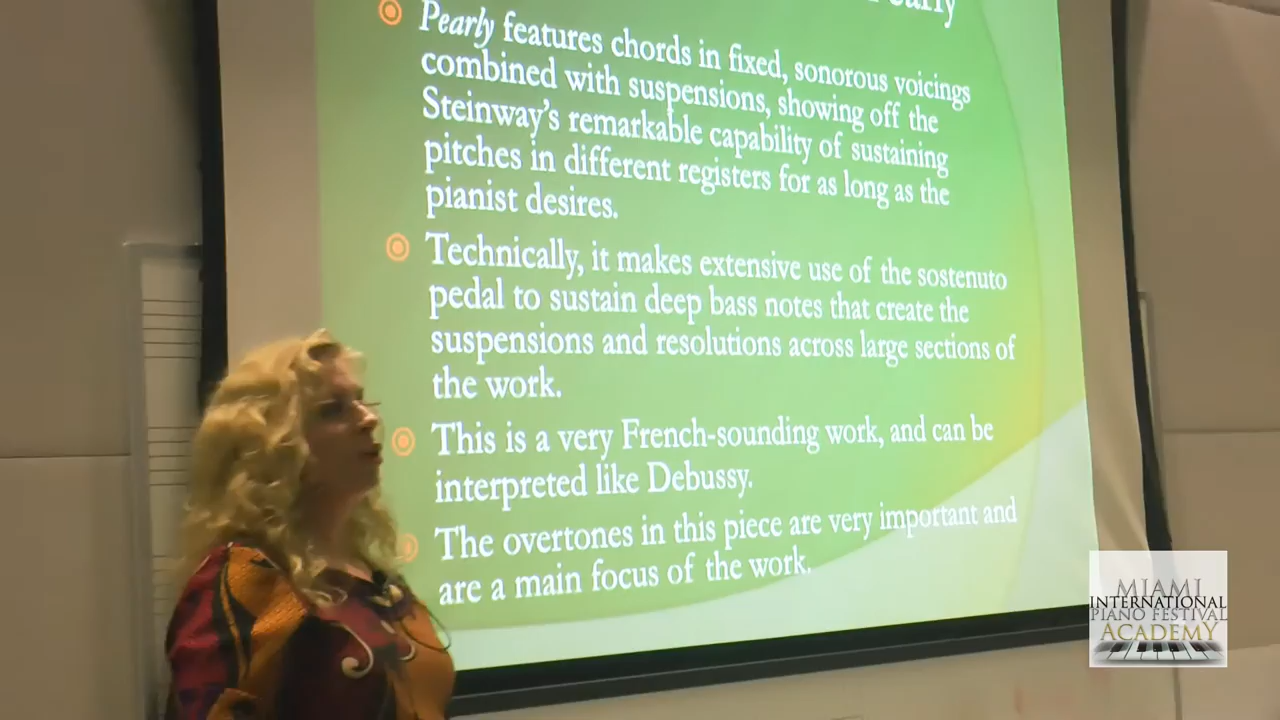 Pearly
Pearly features chords in fixed, sonorous voicings
combined with suspensions, showing off the
Steinway's remarkable capability of sustaining
pitches in different registers for as long as the
pianist desires.
Technically, it makes extensive use of the sostenuto
pedal to sustain deep bass notes that create the
suspensions and resolutions across large sections of
the work.
This is a very French-sounding work, and can be
interpreted like Debussy.
The overtones in this piece are very important and
are a main focus of the work.
MIAMI
INTERNATIONAL
PIANO FESTIVAL
ACADEMY